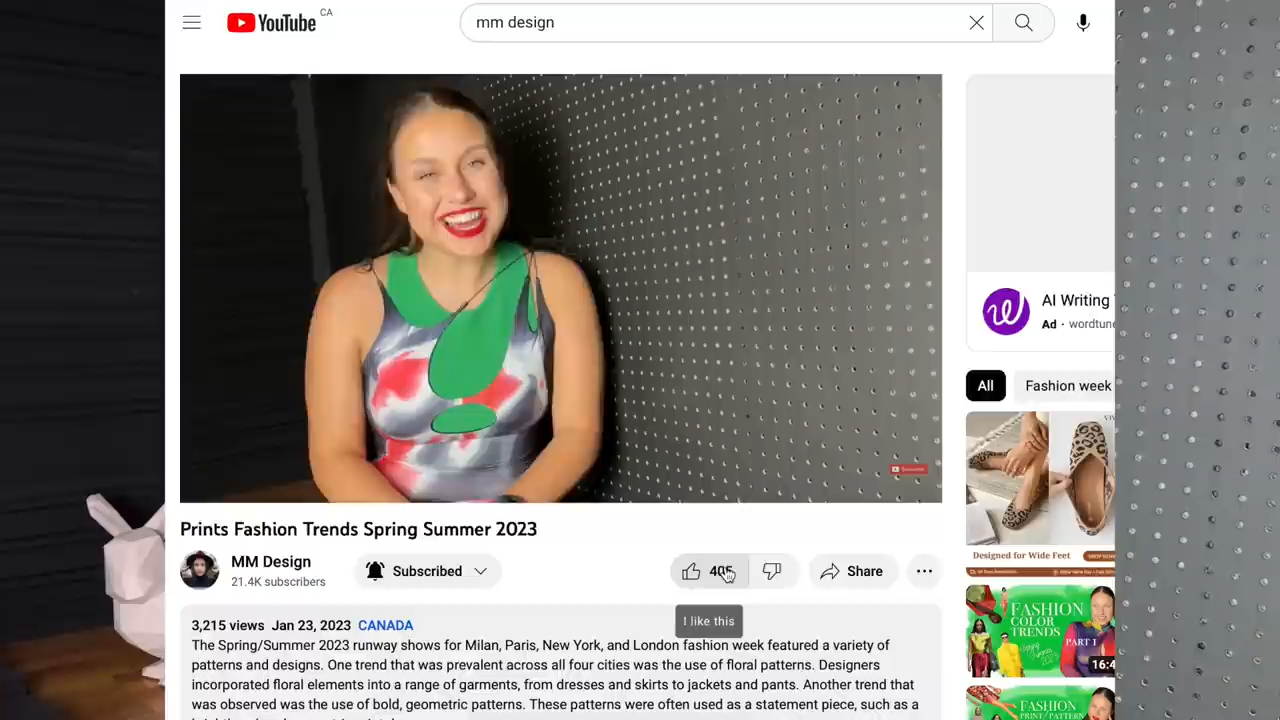 YouTube CA
mm design
AI Writing
Ad · wordtune
All
Fashion week
Designed for Wide Feet
FASHION
COLOR
TRENDS
PART 1
16:4
FASHION
PRINT/PATTERN
Prints Fashion Trends Spring Summer 2023
MM Design
21.4K subscribers
Subscribed
405
Share
I like this
3,215 views Jan 23, 2023 CANADA
The Spring/Summer 2023 runway shows for Milan, Paris, New York, and London fashion week featured a variety of
patterns and designs. One trend that was prevalent across all four cities was the use of floral patterns. Designers
incorporated floral elements into a range of garments, from dresses and skirts to jackets and pants. Another trend that
was observed was the use of bold, geometric patterns. These patterns were often used as a statement piece, such as a